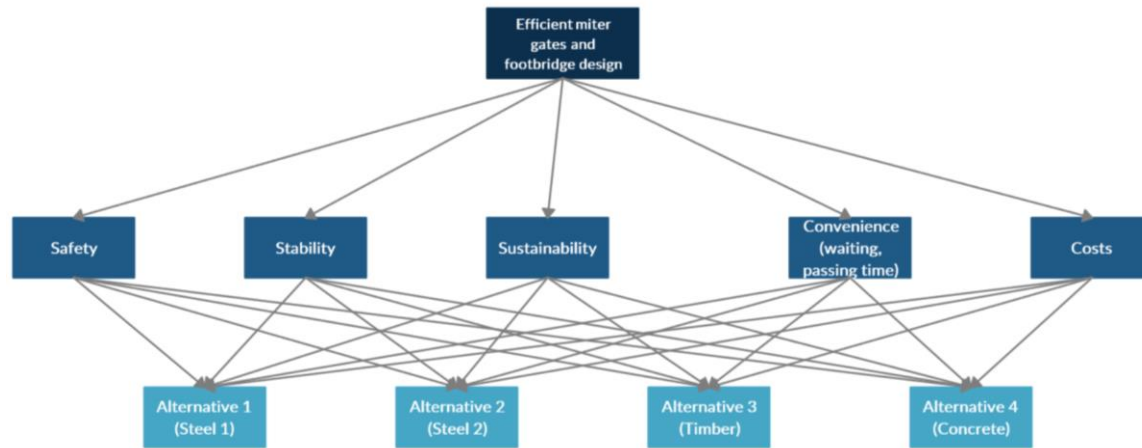 Efficient miter
gates and
footbridge design
Safety
Stability
Sustainability
Convenience
(waiting,
passing time)
Costs
Alternative 1
(Steel 1)
Alternative 2
(Steel 2)
Alternative 3
(Timber)
Alternative 4
(Concrete)